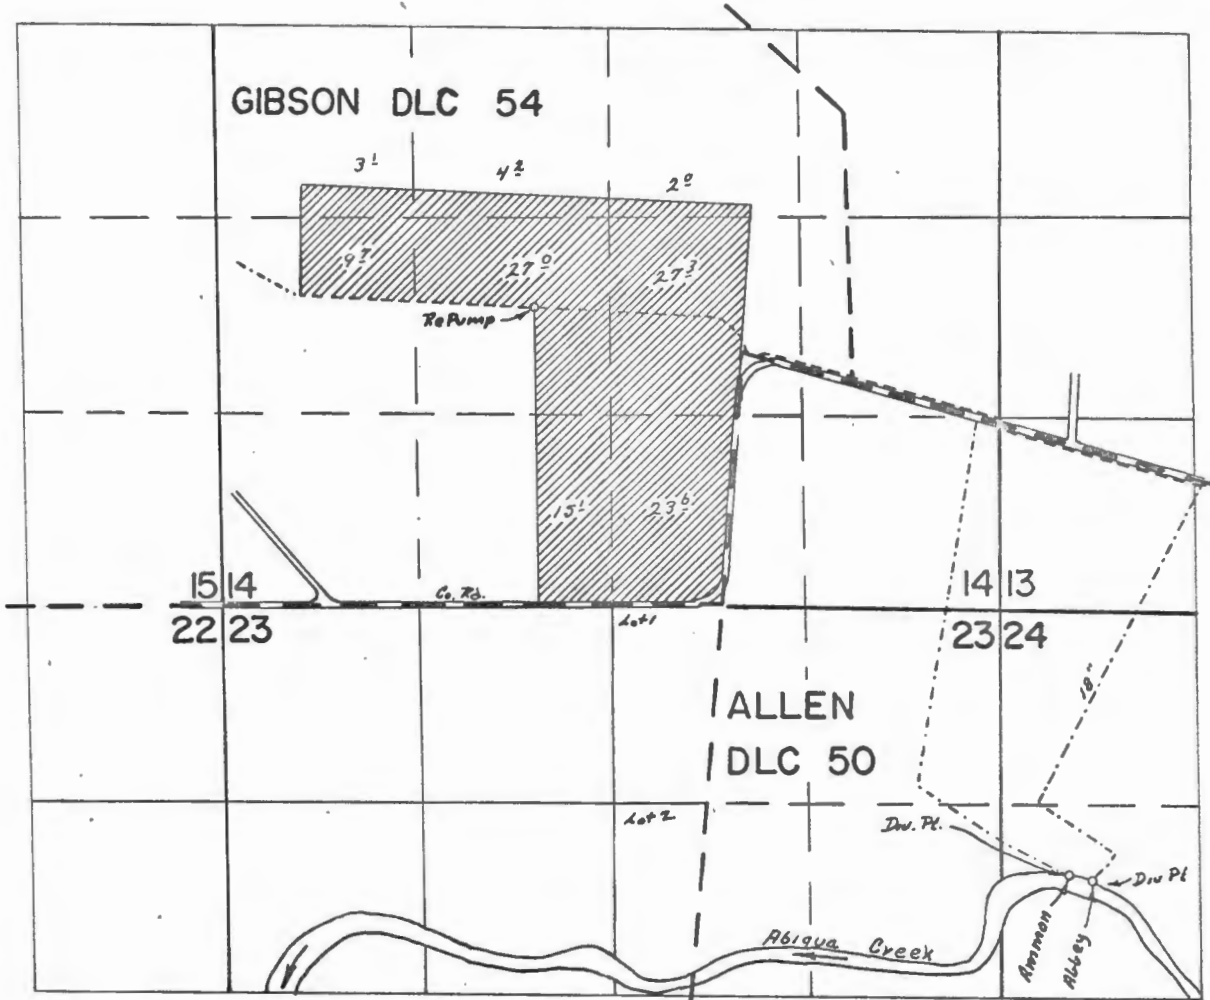 GIBSON DLC 54
3 1
4 2
2 0
9 7
27 0
27 3
RePump
15 1
23 6
15 14
Co. Rd.
14 13
22 23
Lot 1
23 24
18"
ALLEN
DLC 50
Lot 2
Div. Pt.
Div Pt
Abiqua Creek
Ammon
Abbey